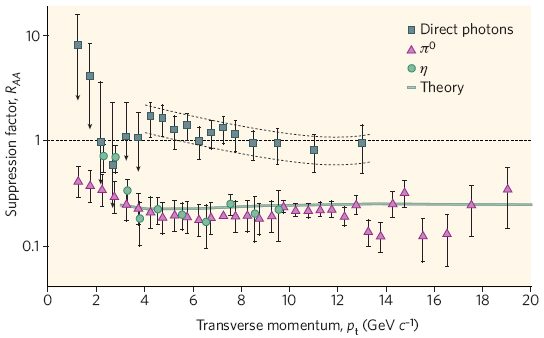 Direct photons
π⁰
η
Theory
Suppression factor, R_AA
10
1
0.1
0 2 4 6 8 10 12 14 16 18 20
Transverse momentum, p_t (GeV c⁻¹)